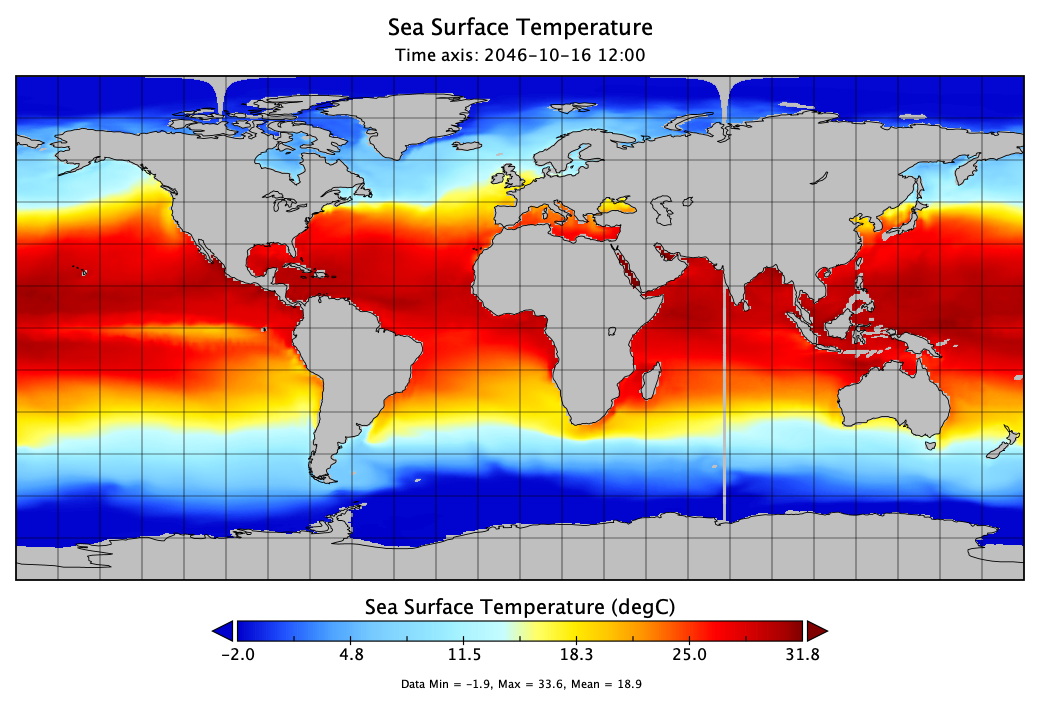 Sea Surface Temperature
Time axis: 2046-10-16 12:00
Sea Surface Temperature (degC)
-2.0 4.8 11.5 18.3 25.0 31.8
Data Min = -1.9, Max = 33.6, Mean = 18.9